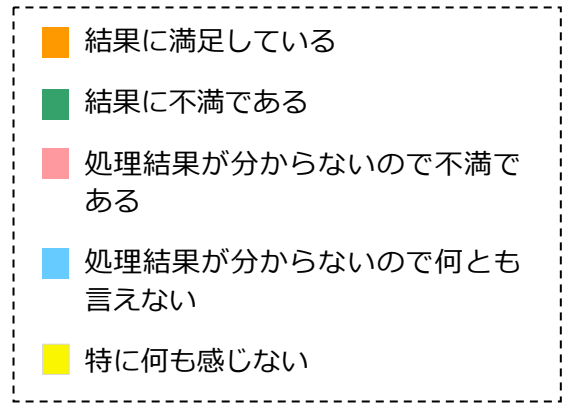 結果に満足している
結果に不満である
処理結果が分からないので不満で
ある
処理結果が分からないので何とも
言えない
特に何も感じない